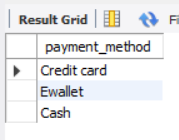 Result Grid Fi
payment_method
Credit card
Ewallet
Cash